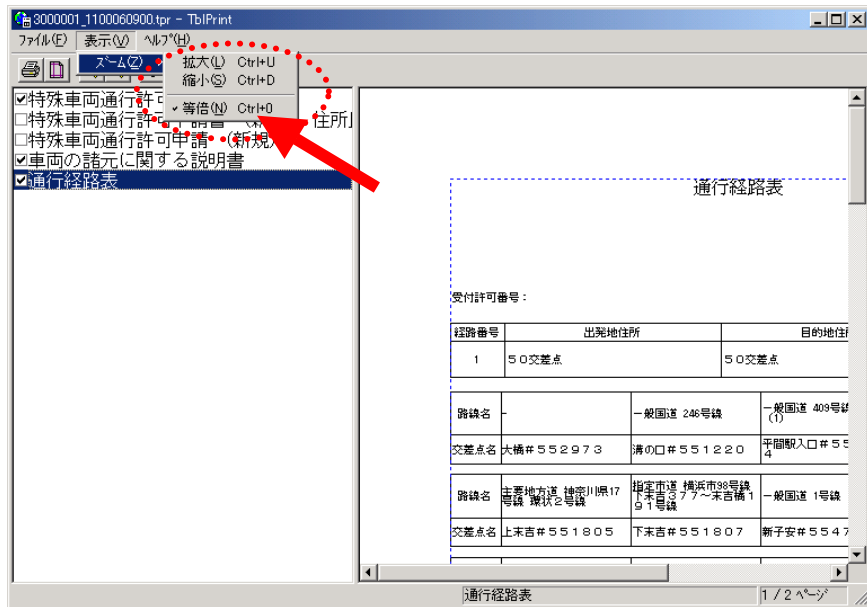 3000001_1100060900.tpr - TblPrint
ﾌｧｲﾙ(F) 表示(V) ﾍﾙﾌﾟ(H)
ｽﾞｰﾑ(Z)
拡大(L) Ctrl+U
縮小(S) Ctrl+D
等倍(N) Ctrl+0
特殊車両通行許可
特殊車両通行許可申請書 (新 住所」
特殊車両通行許可申請 (新規)
車両の諸元に関する説明書
通行経路表
通行経路表
受付許可番号：
経路番号 出発地住所 目的地住所
1 ５０交差点 ５０交差点
路線名 - 一般国道 246号線 一般国道 409号線
(1)
交差点名 大橋＃５５２９７３ 溝の口＃５５１２２０ 平間駅入口＃５５
4
路線名 主要地方道 神奈川県17号線 環状２号線 指定市道 横浜市98号線 下末吉３７７～末吉橋１９１号線 一般国道 1号線
交差点名 上末吉＃５５１８０５ 下末吉＃５５１８０７ 新子安＃５５４７
通行経路表 1 / 2 ﾍﾟｰｼﾞ